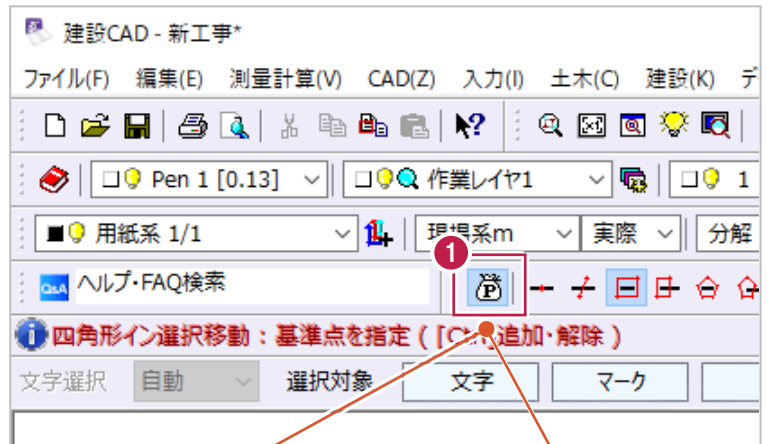 建設CAD - 新工事*
ファイル(F) 編集(E) 測量計算(V) CAD(Z) 入力(I) 土木(C) 建設(K) デ
Pen 1 [0.13] 作業レイヤ1 1
用紙系 1/1 現場系m 実際 分解
1
Q&A ヘルプ・FAQ検索 P
四角形イン選択移動：基準点を指定 ( [Ctrl]追加・解除 )
文字選択 自動 選択対象 文字 マーク